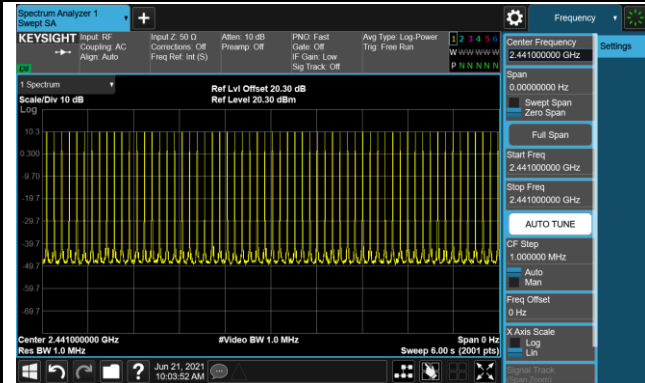 Spectrum Analyzer 1
Swept SA
+
Frequency
KEYSIGHT
Input: RF
Coupling: AC
Align: Auto
Input Z: 50 Ω
Corrections: Off
Freq Ref: Int (S)
Atten: 10 dB
Preamp: Off
PNO: Fast
Gate: Off
IF Gain: Low
Sig Track: Off
Avg Type: Log-Power
Trig: Free Run
1 2 3 4 5 6
W W W W W W
P N N N N N
1 Spectrum
Scale/Div 10 dB
Log
Ref Lvl Offset 20.30 dB
Ref Level 20.30 dBm
10.3
0.300
-9.70
-19.7
-29.7
-39.7
-49.7
-59.7
-69.7
Center 2.441000000 GHz
Res BW 1.0 MHz
#Video BW 1.0 MHz
Span 0 Hz
Sweep 6.00 s (2001 pts)
Jun 21, 2021
10:03:52 AM
Center Frequency
2.441000000 GHz
Settings
Span
0.00000000 Hz
Swept Span
Zero Span
Full Span
Start Freq
2.441000000 GHz
Stop Freq
2.441000000 GHz
AUTO TUNE
CF Step
1.000000 MHz
Auto
Man
Freq Offset
0 Hz
X Axis Scale
Log
Lin
Signal Track
(Span Zoom)